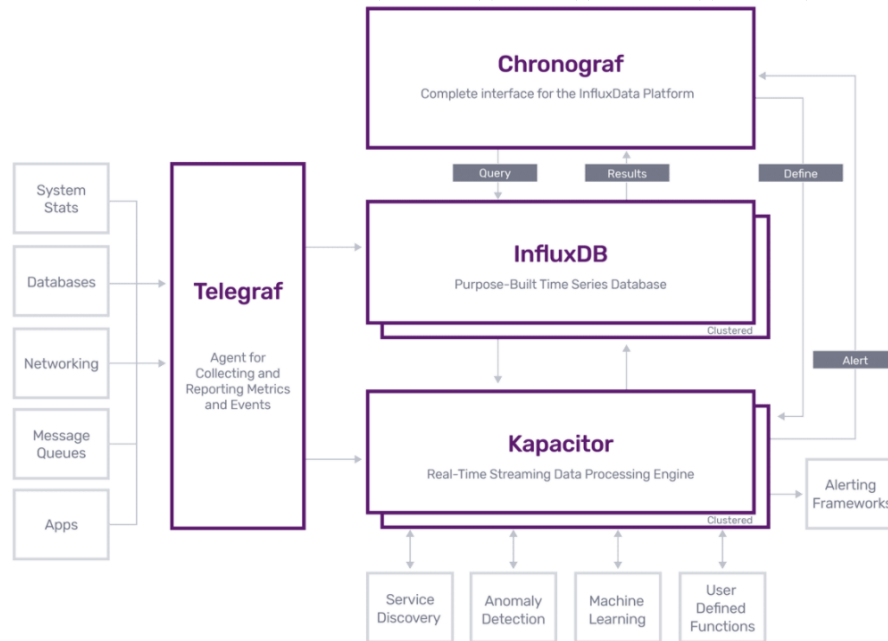 Chronograf
Complete interface for the InfluxData Platform
Query
Results
Define
System
Stats
Databases
Networking
Message
Queues
Apps
Telegraf
Agent for
Collecting and
Reporting Metrics
and Events
InfluxDB
Purpose-Built Time Series Database
Clustered
Alert
Kapacitor
Real-Time Streaming Data Processing Engine
Clustered
Alerting
Frameworks
Service
Discovery
Anomaly
Detection
Machine
Learning
User
Defined
Functions